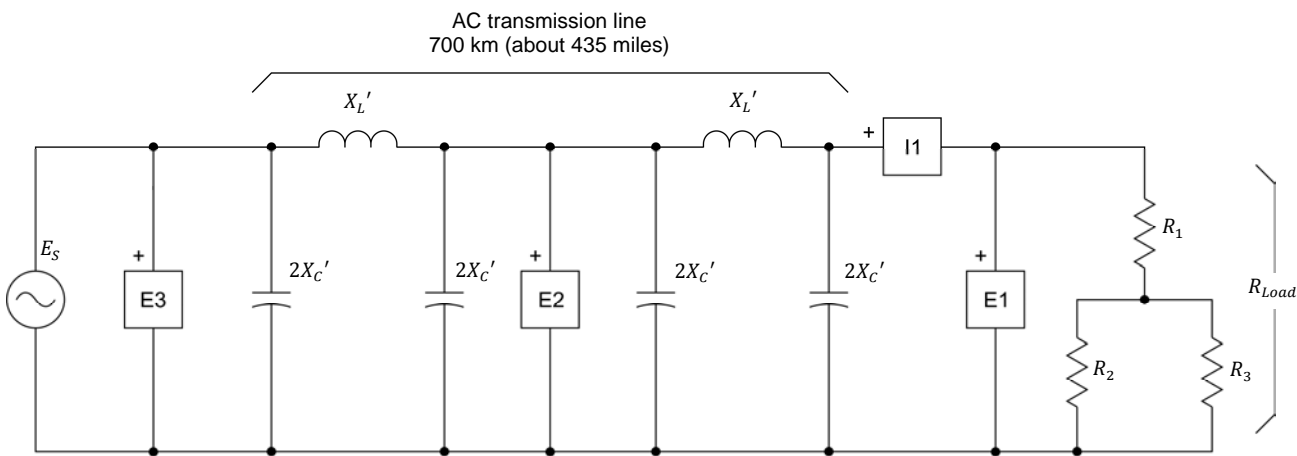 AC transmission line
700 km (about 435 miles)
X_L′
X_L′
+
I1
E_S
+
E3
2X_C′
2X_C′
+
E2
2X_C′
2X_C′
+
E1
R_1
R_2
R_3
R_Load